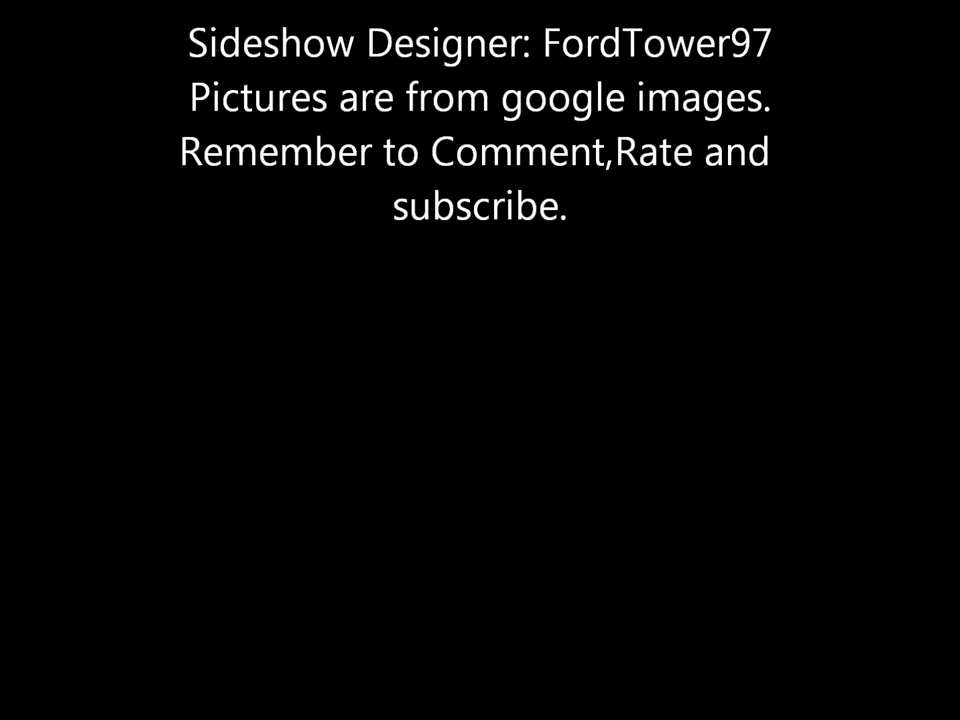 Sideshow Designer: FordTower97
Pictures are from google images.
Remember to Comment,Rate and
subscribe.